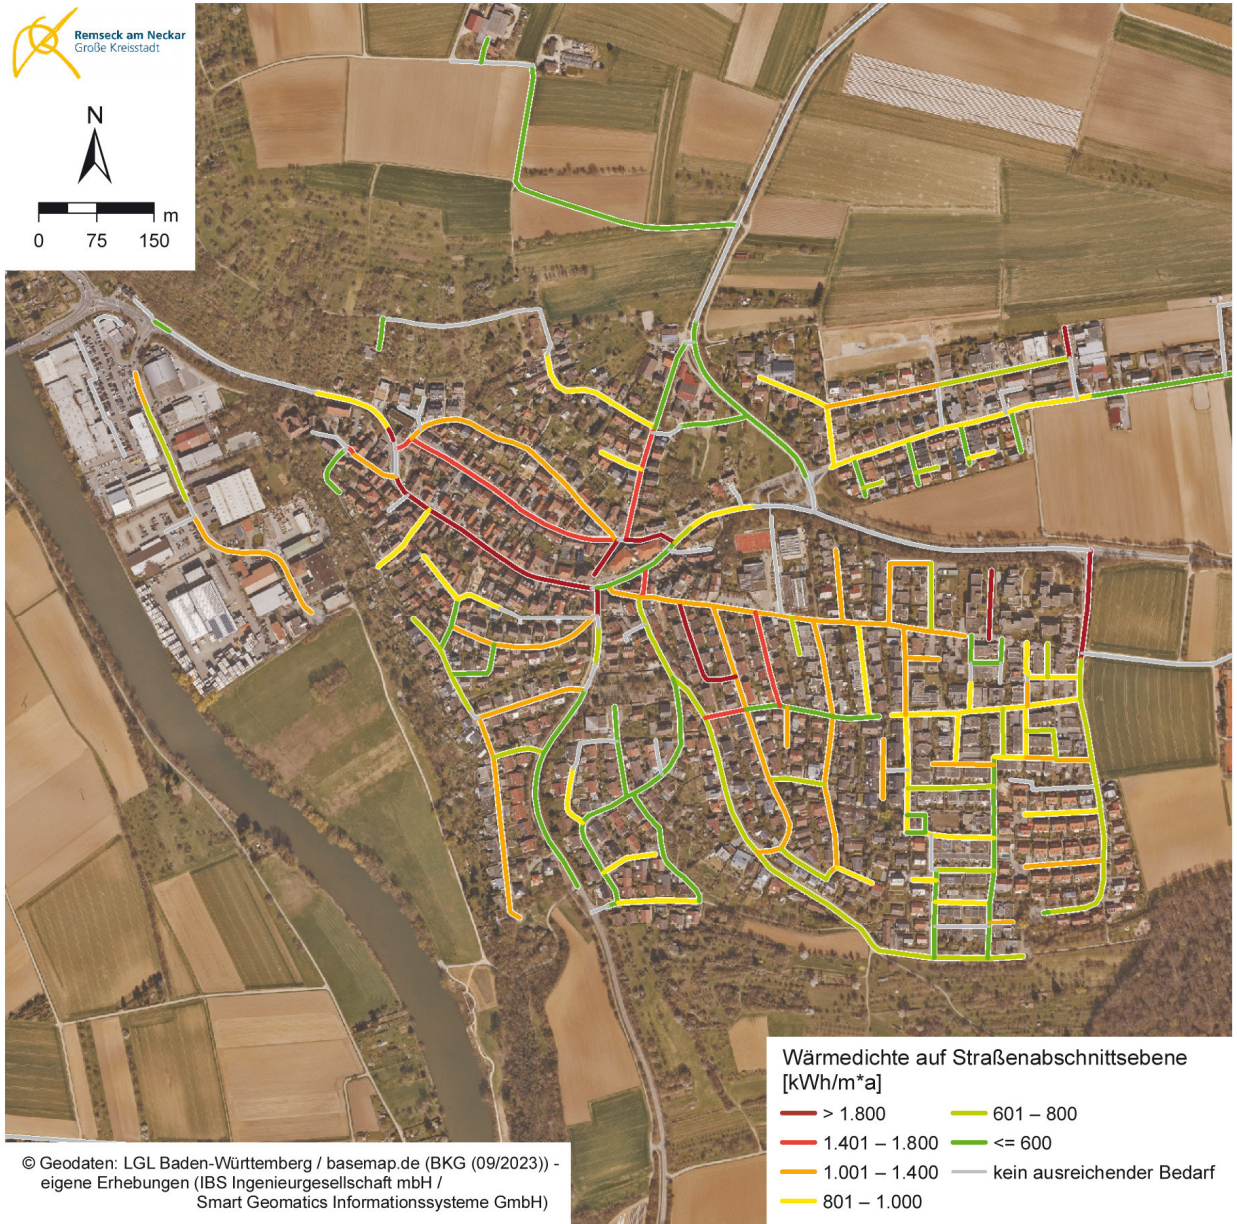 Remseck am Neckar
Große Kreisstadt
N
m
0 75 150
Wärmedichte auf Straßenabschnittsebene
[kWh/m*a]
> 1.800
1.401 – 1.800
1.001 – 1.400
801 – 1.000
601 – 800
<= 600
kein ausreichender Bedarf
© Geodaten: LGL Baden-Württemberg / basemap.de (BKG (09/2023)) -
eigene Erhebungen (IBS Ingenieurgesellschaft mbH /
Smart Geomatics Informationssysteme GmbH)